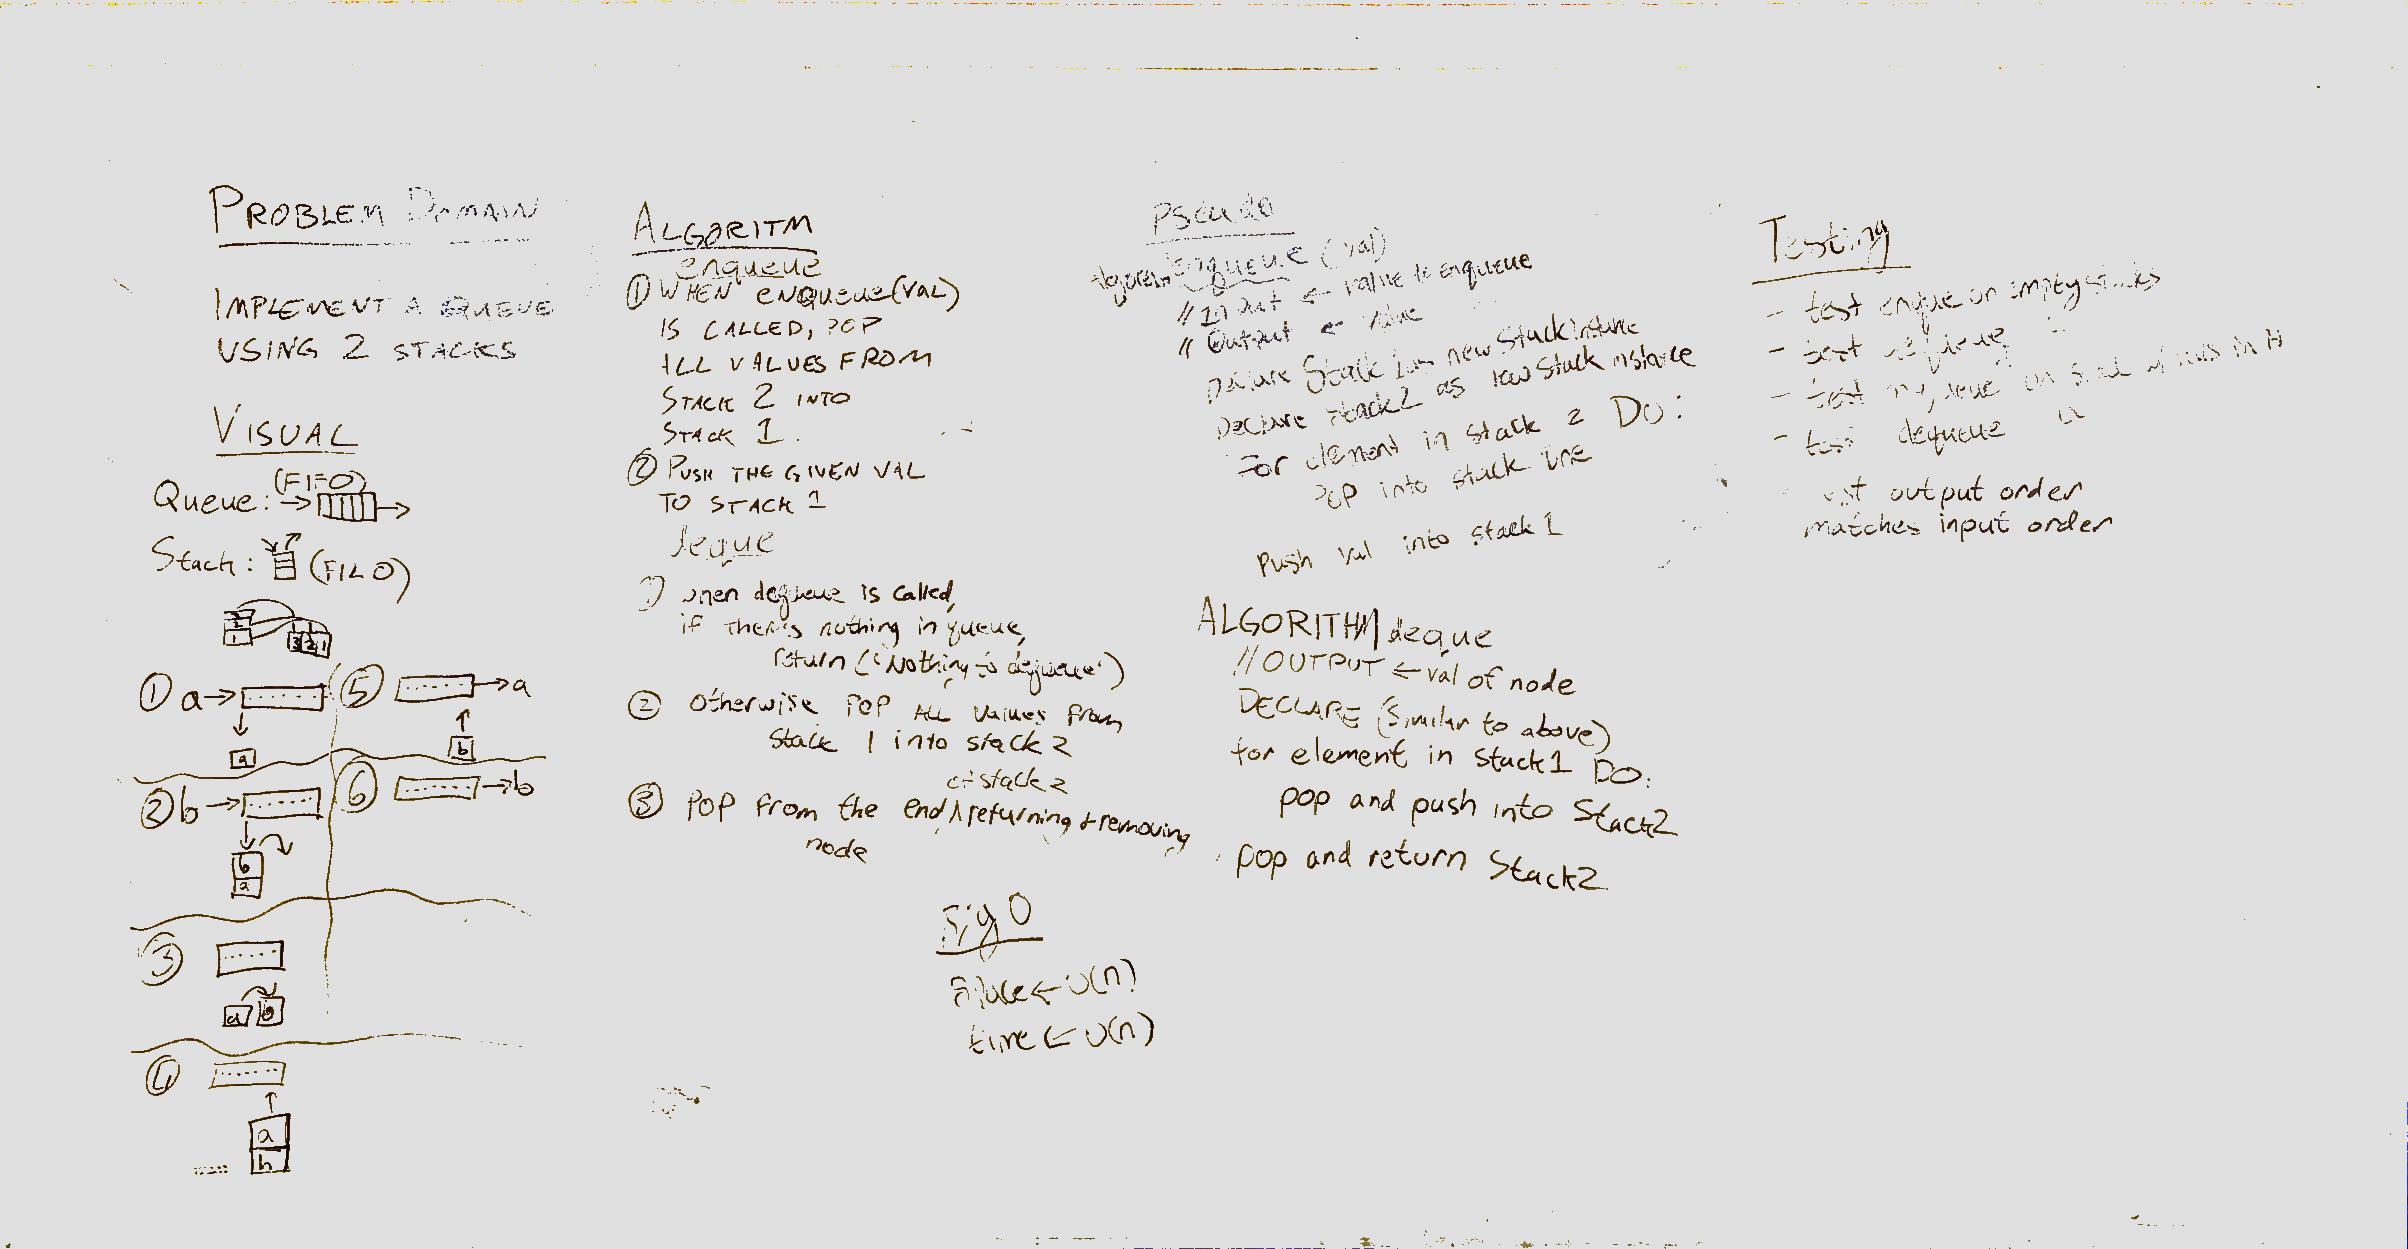 PROBLEM DOMAIN
IMPLEMENT A QUEUE
USING 2 STACKS
VISUAL
(FIFO)
Queue:
Stack: (FILO)
2
1
3 2 1
① a→
a
⑤ →a
b
② b→
b
a
⑥ →b
③
a b
④
a
b
ALGORITM
enqueue
① WHEN ENQUEUE(VAL)
IS CALLED, POP
ALL VALUES FROM
STACK 2 INTO
STACK 1.
② PUSH THE GIVEN VAL
TO STACK 1
deque
① when dequeue is called,
if there's nothing in queue,
return ("Nothing to dequeue")
② Otherwise POP ALL values from
Stack 1 into stack 2
of stack 2
③ POP from the end ^ returning + removing
node
Big O
space ← O(n)
time ← O(n)
Pseudo
Algorithm enqueue (val)
// Input ← value to enqueue
// Output ← value
Declare Stack 1 as new Stack instance
Declare stack2 as new Stack instance
For element in Stack 2 DO:
POP into stack one
Push val into stack 1
ALGORITHM deque
// OUTPUT ← val of node
DECLARE (similar to above)
for element in Stack1 DO:
pop and push into Stack2
pop and return Stack2
Testing
- test enque on empty stacks
- test dequeue "
- test enqueue on stack in it
- test dequeue "
test output order
matches input order